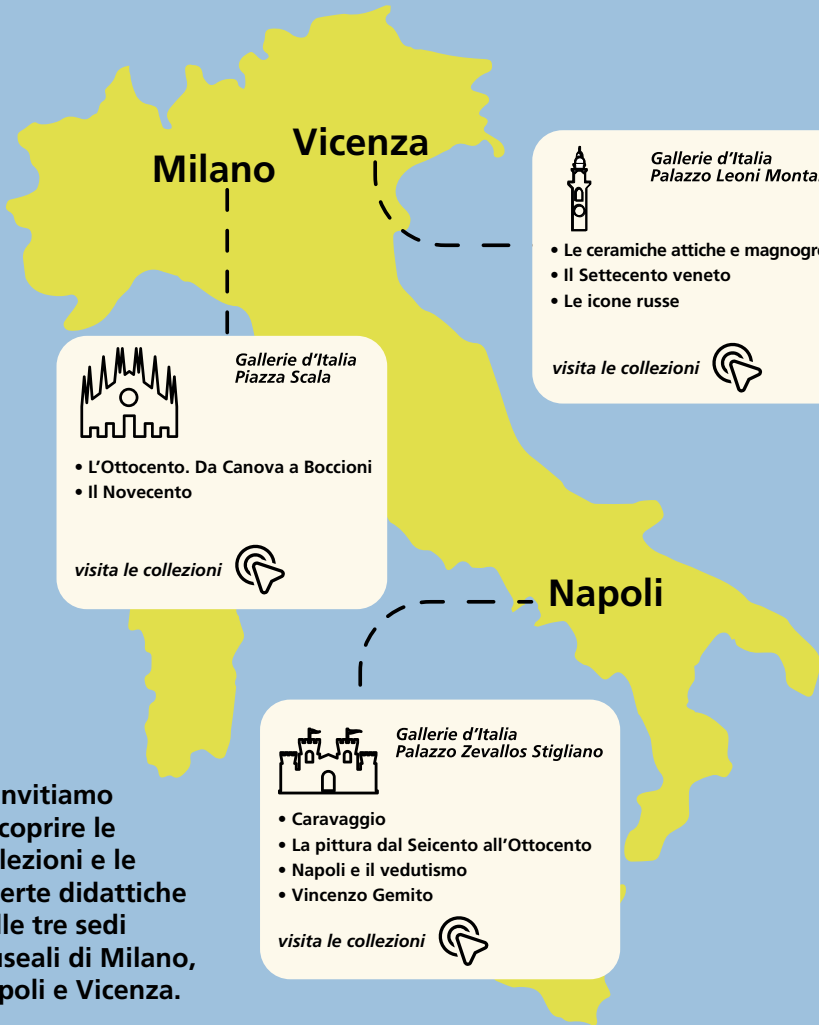 Vicenza
Milano
Gallerie d'Italia
Palazzo Leoni
• Le ceramiche attiche e
• Il Settecento veneto
• Le icone russe
visita le collezioni
Gallerie d'Italia
Piazza Scala
• L'Ottocento. Da Canova a Boccioni
• Il Novecento
visita le collezioni
Napoli
Gallerie d'Italia
Palazzo Zevallos Stigliano
• Caravaggio
• La pittura dal Seicento all'Ottocento
• Napoli e il vedutismo
• Vincenzo Gemito
visita le collezioni
invitiamo
coprire le
lezioni e le
erte didattiche
lle tre sedi
useali di Milano,
poli e Vicenza.